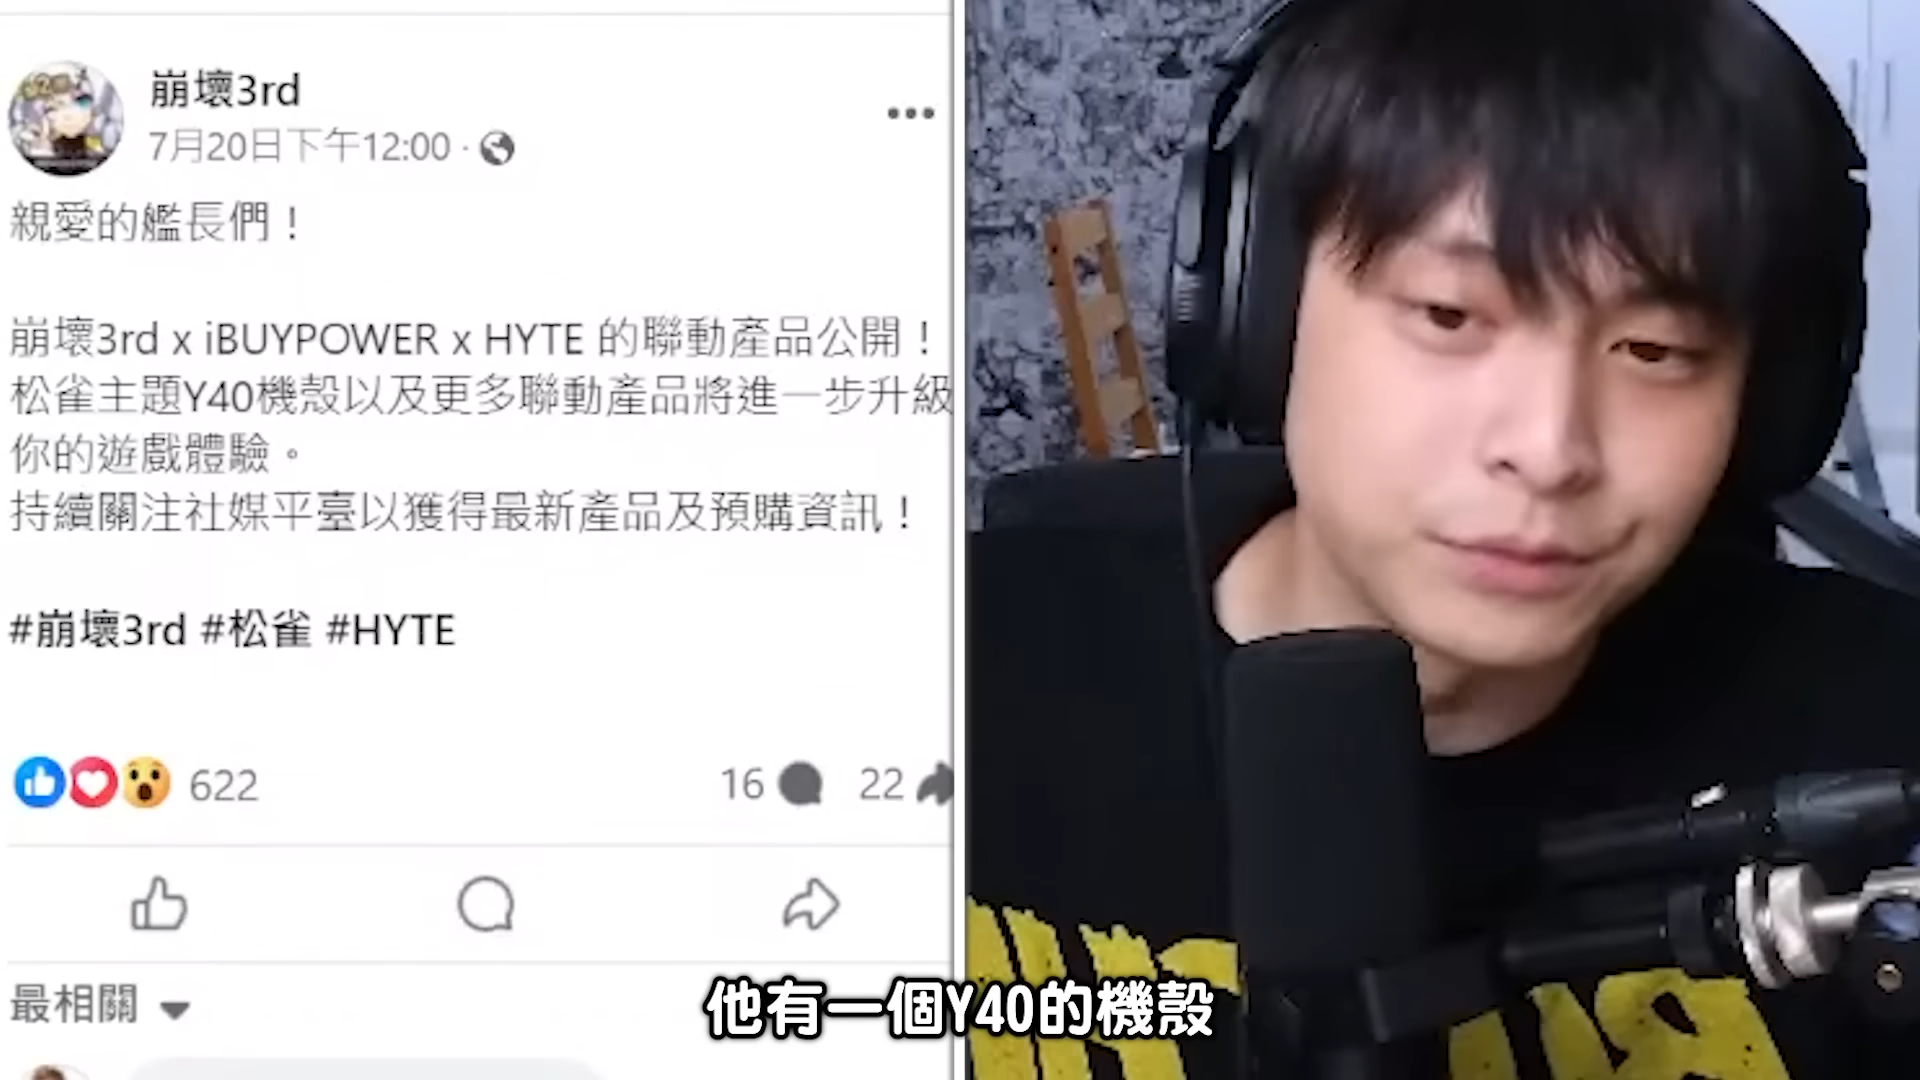 崩壞3rd
7月20日下午12:00
親愛的艦長們！
崩壞3rd x iBUYPOWER x HYTE 的聯動產品公開！
松雀主題Y40機殼以及更多聯動產品將進一步升級
你的遊戲體驗。
持續關注社媒平臺以獲得最新產品及預購資訊！
#崩壞3rd #松雀 #HYTE
622
16
22
最相關
他有一個Y40的機殼